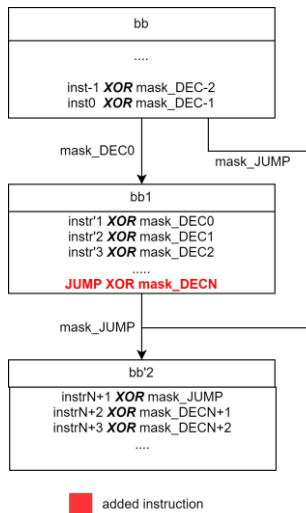 bb
....
inst-1 XOR mask_DEC-2
inst0 XOR mask_DEC-1
mask_DEC0
mask_JUMP
bb1
instr'1 XOR mask_DEC0
instr'2 XOR mask_DEC1
instr'3 XOR mask_DEC2
.....
JUMP XOR mask_DECN
mask_JUMP
bb'2
instrN+1 XOR mask_JUMP
instrN+2 XOR mask_DECN+1
instrN+3 XOR mask_DECN+2
....
added instruction